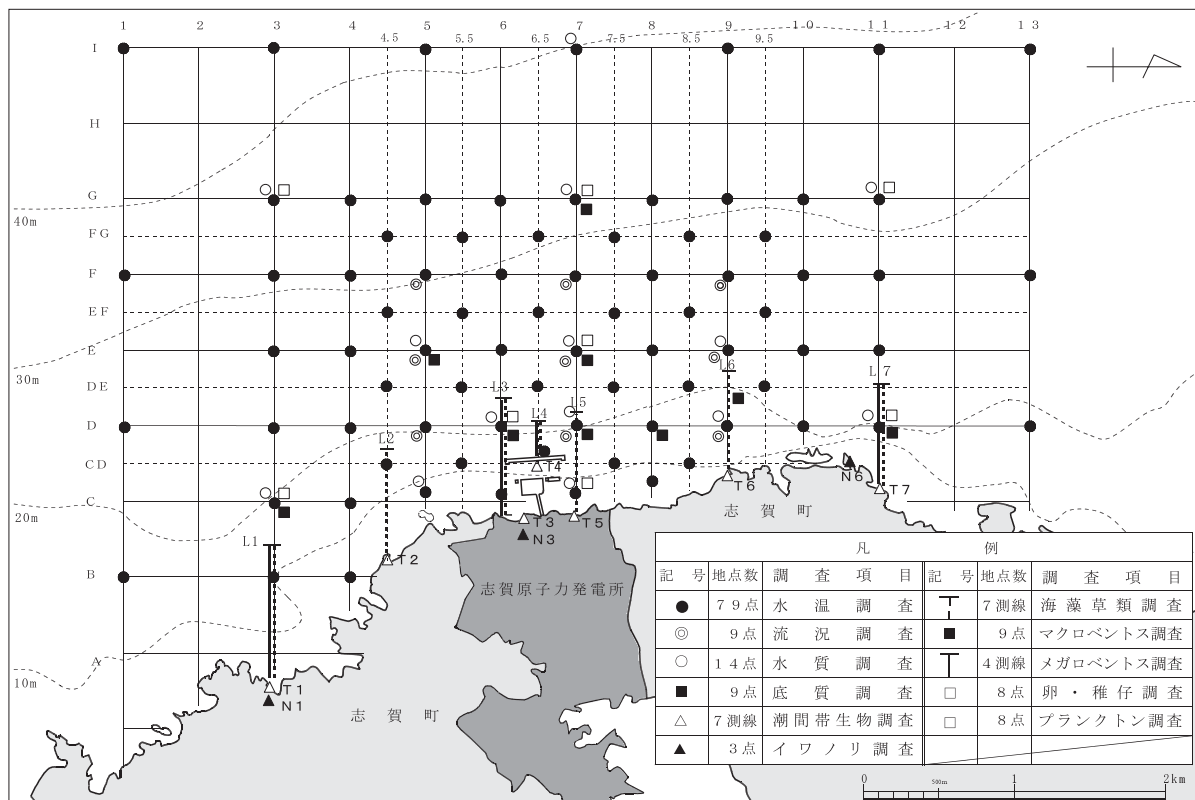 1 2 3 4 5 6 7 8 9 10 11 12 13
4.5 5.5 6.5 7.5 8.5 9.5
I
H
G
40m
FG
F
EF
E
30m
L6
L7
DE
L3
L5
L4
D
L2
CD
T4
N6
T6
T7
C
志賀町
20m
T3 T5
L1
N3
T2
B
志賀原子力発電所
A
10m
T1
N1
志賀町
凡例
記号 地点数 調査項目 記号 地点数 調査項目
● 79点 水温調査 7測線 海藻草類調査
◎ 9点 流況調査 ■ 9点 マクロベントス調査
○ 14点 水質調査 4測線 メガロベントス調査
■ 9点 底質調査 □ 8点 卵・稚仔調査
△ 7測線 潮間帯生物調査 □ 8点 プランクトン調査
▲ 3点 イワノリ調査
0 500m 1 2km